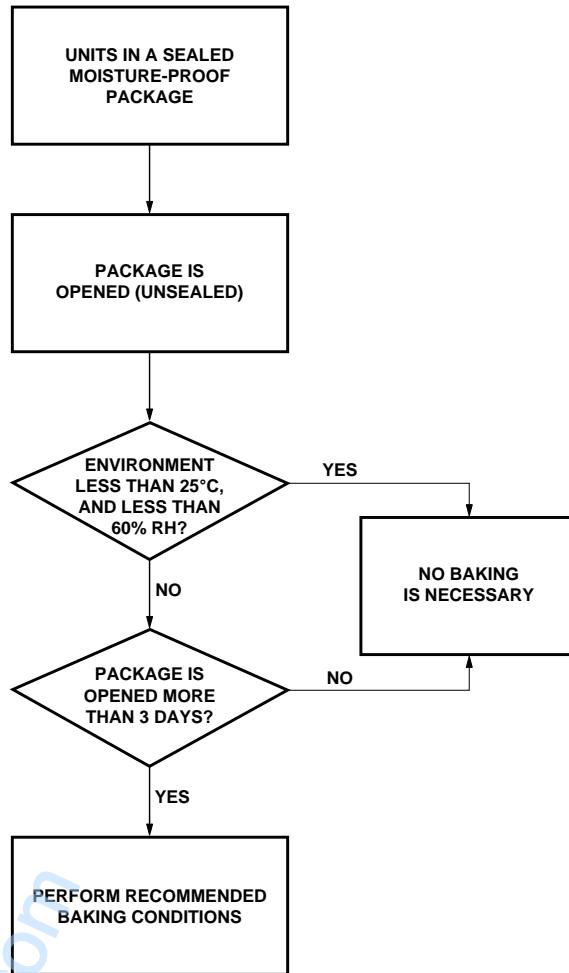 UNITS IN A SEALED
MOISTURE-PROOF
PACKAGE
PACKAGE IS
OPENED (UNSEALED)
ENVIRONMENT
LESS THAN 25°C,
AND LESS THAN
60% RH?
YES
NO BAKING
IS NECESSARY
NO
PACKAGE IS
OPENED MORE
THAN 3 DAYS?
NO
YES
PERFORM RECOMMENDED
BAKING CONDITIONS
om